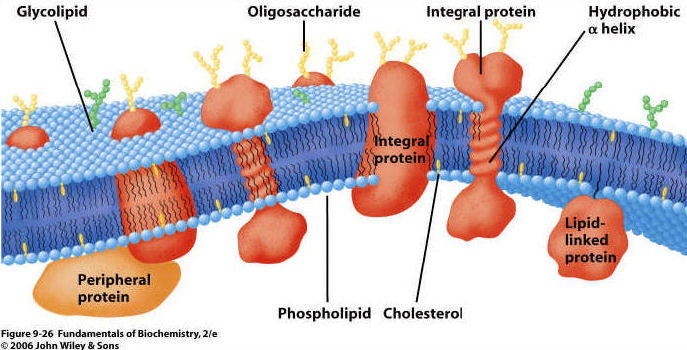 Glycolipid
Oligosaccharide
Integral protein
Hydrophobic
α helix
Integral
protein
Lipid-
linked
protein
Peripheral
protein
Phospholipid
Cholesterol
Figure 9-26 Fundamentals of Biochemistry, 2/e
© 2006 John Wiley & Sons